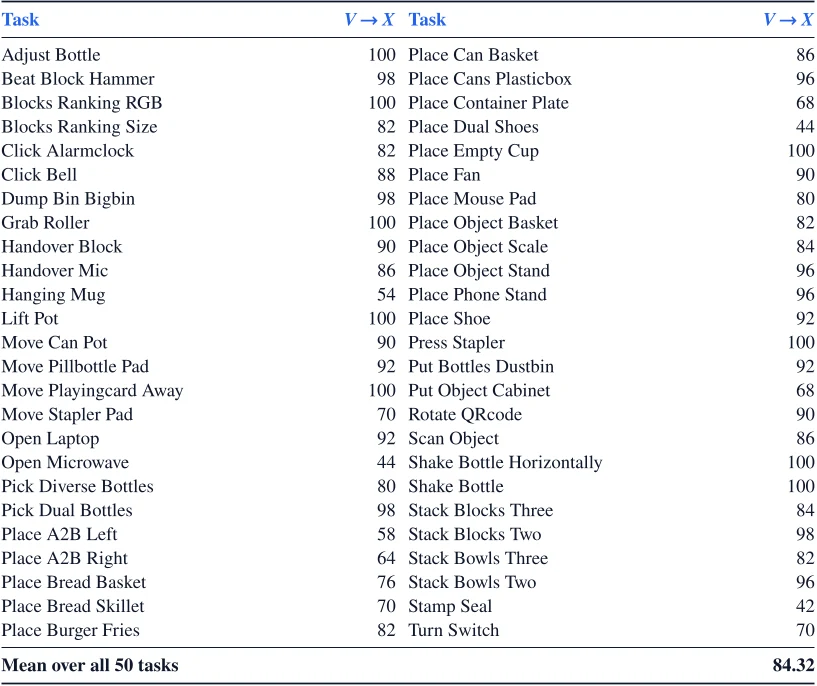 Task V → X Task V → X
Adjust Bottle 100 Place Can Basket 86
Beat Block Hammer 98 Place Cans Plasticbox 96
Blocks Ranking RGB 100 Place Container Plate 68
Blocks Ranking Size 82 Place Dual Shoes 44
Click Alarmclock 82 Place Empty Cup 100
Click Bell 88 Place Fan 90
Dump Bin Bigbin 98 Place Mouse Pad 80
Grab Roller 100 Place Object Basket 82
Handover Block 90 Place Object Scale 84
Handover Mic 86 Place Object Stand 96
Hanging Mug 54 Place Phone Stand 96
Lift Pot 100 Place Shoe 92
Move Can Pot 90 Press Stapler 100
Move Pillbottle Pad 92 Put Bottles Dustbin 92
Move Playingcard Away 100 Put Object Cabinet 68
Move Stapler Pad 70 Rotate QRcode 90
Open Laptop 92 Scan Object 86
Open Microwave 44 Shake Bottle Horizontally 100
Pick Diverse Bottles 80 Shake Bottle 100
Pick Dual Bottles 98 Stack Blocks Three 84
Place A2B Left 58 Stack Blocks Two 98
Place A2B Right 64 Stack Bowls Three 82
Place Bread Basket 76 Stack Bowls Two 96
Place Bread Skillet 70 Stamp Seal 42
Place Burger Fries 82 Turn Switch 70
Mean over all 50 tasks 84.32